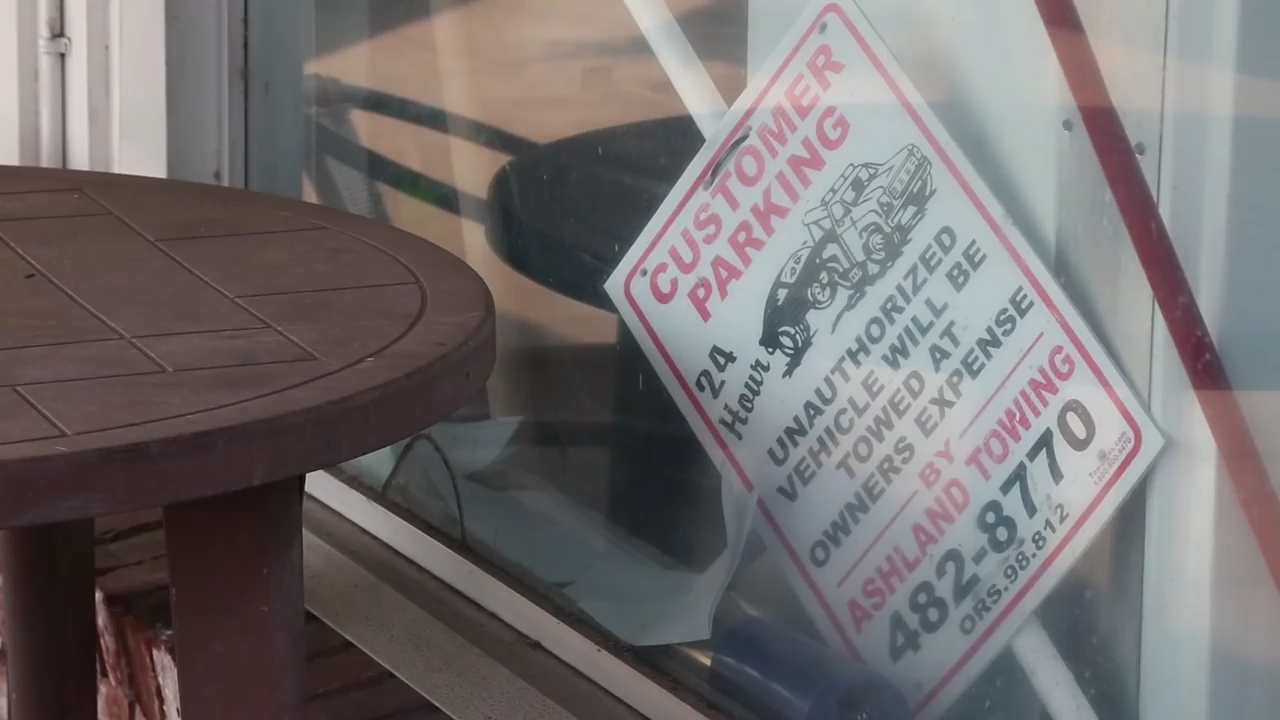 CUSTOMER
PARKING
24
Hour
UNAUTHORIZED
VEHICLE WILL BE
TOWED AT
OWNERS EXPENSE
BY
ASHLAND TOWING
482-8770
ORS.98.812